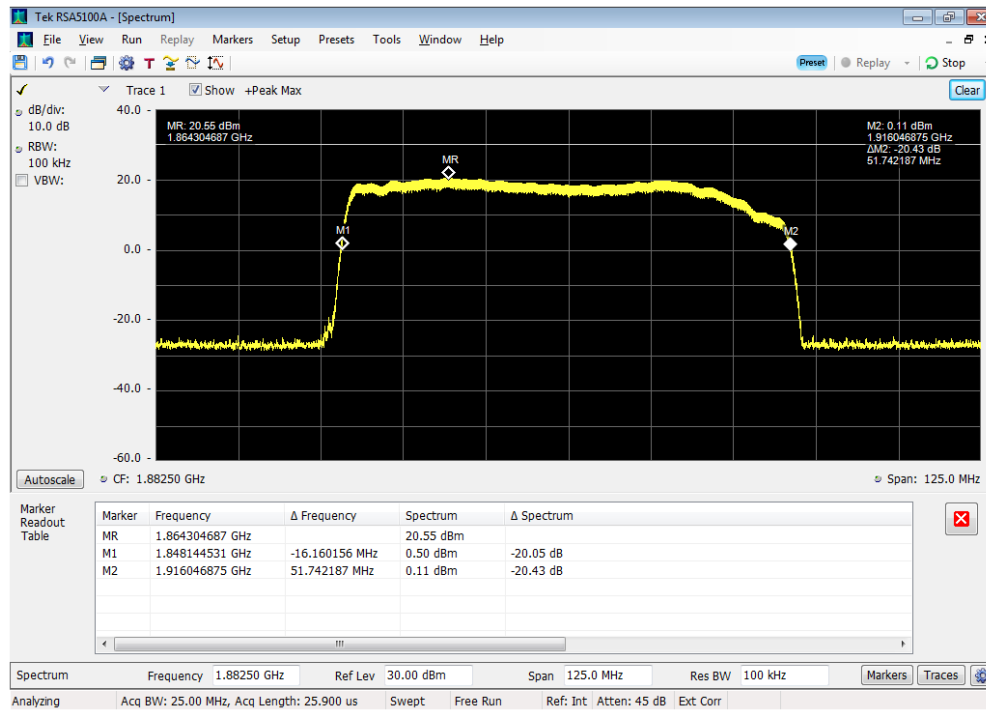 Tek RSA5100A - [Spectrum]
File View Run Replay Markers Setup Presets Tools Window Help
T Preset Replay Stop
Trace 1 Show +Peak Max Clear
dB/div:
10.0 dB
RBW:
100 kHz
VBW:
40.0
20.0
0.0
-20.0
-40.0
-60.0
MR: 20.55 dBm
1.864304687 GHz
M2: 0.11 dBm
1.916046875 GHz
ΔM2: -20.43 dB
51.742187 MHz
MR
M1
M2
Autoscale CF: 1.88250 GHz Span: 125.0 MHz
Marker
Readout
Table
Marker Frequency Δ Frequency Spectrum Δ Spectrum
MR 1.864304687 GHz 20.55 dBm
M1 1.848144531 GHz -16.160156 MHz 0.50 dBm -20.05 dB
M2 1.916046875 GHz 51.742187 MHz 0.11 dBm -20.43 dB
Spectrum Frequency 1.88250 GHz Ref Lev 30.00 dBm Span 125.0 MHz Res BW 100 kHz Markers Traces
Analyzing Acq BW: 25.00 MHz, Acq Length: 25.900 us Swept Free Run Ref: Int Atten: 45 dB Ext Corr